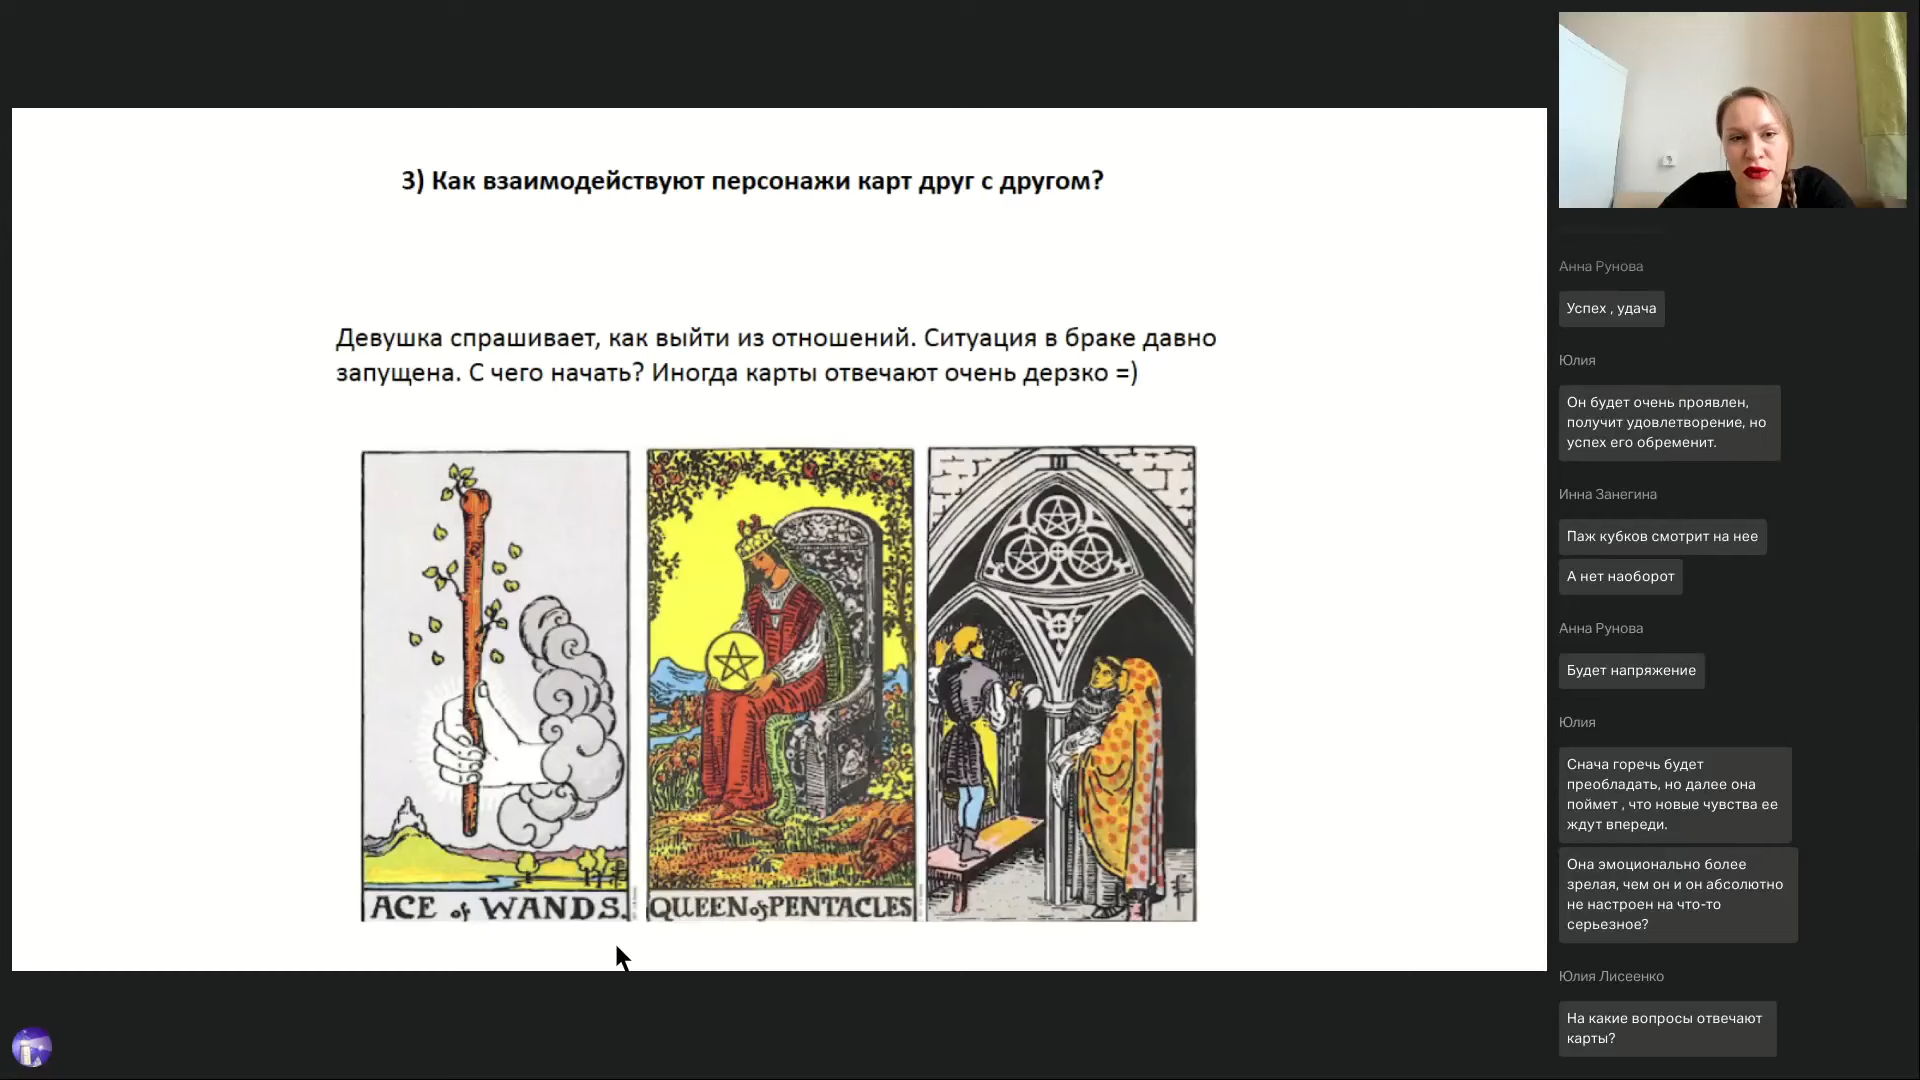 3) Как взаимодействуют персонажи карт друг с другом?
Девушка спрашивает, как выйти из отношений. Ситуация в браке давно
запущена. С чего начать? Иногда карты отвечают очень дерзко =)
III
ACE of WANDS.
QUEEN of PENTACLES
Анна Рунова
Успех , удача
Юлия
Он будет очень проявлен,
получит удовлетворение, но
успех его обременит.
Инна Занегина
Паж кубков смотрит на нее
А нет наоборот
Анна Рунова
Будет напряжение
Юлия
Снача горечь будет
преобладать, но далее она
поймет , что новые чувства ее
ждут впереди.
Она эмоционально более
зрелая, чем он и он абсолютно
не настроен на что-то
серьезное?
Юлия Лисеенко
На какие вопросы отвечают
карты?